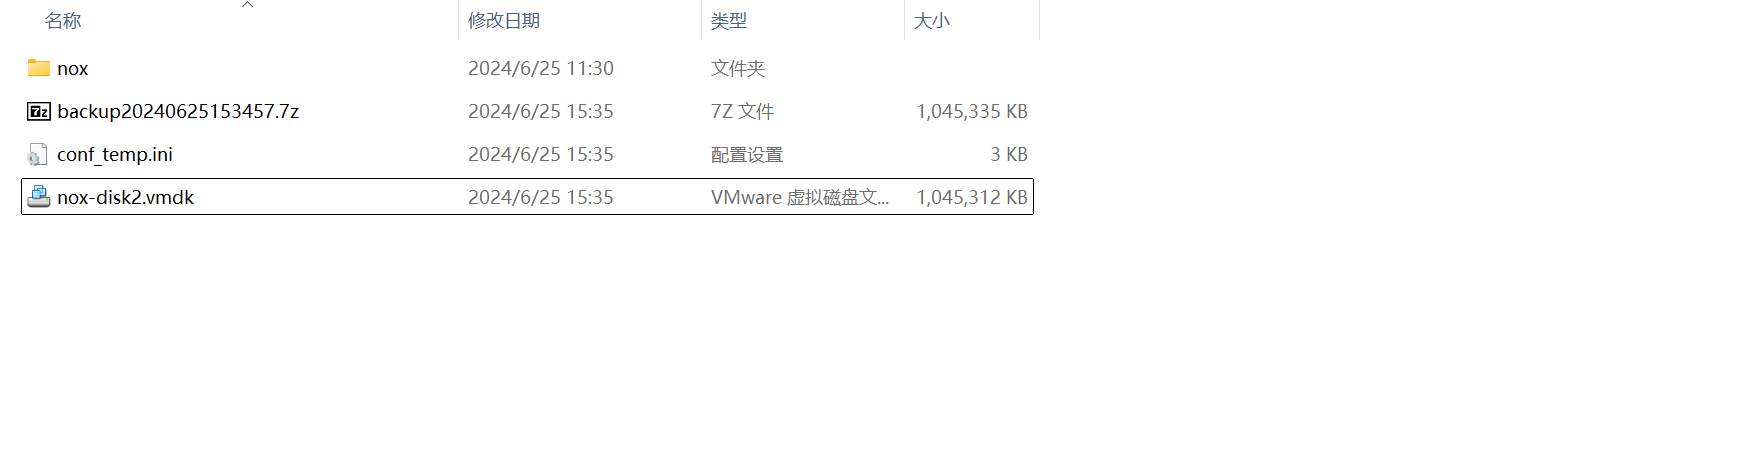 名称 修改日期 类型 大小
nox 2024/6/25 11:30 文件夹
backup20240625153457.7z 2024/6/25 15:35 7Z 文件 1,045,335 KB
conf_temp.ini 2024/6/25 15:35 配置设置 3 KB
nox-disk2.vmdk 2024/6/25 15:35 VMware 虚拟磁盘文... 1,045,312 KB